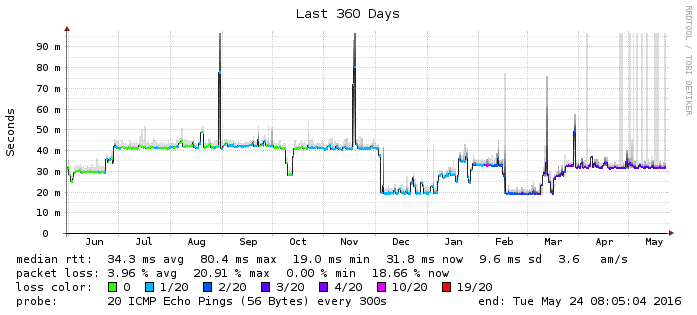 Last 360 Days
RRDTOOL / TOBI OETIKER
Seconds
90 m
80 m
70 m
60 m
50 m
40 m
30 m
20 m
10 m
0
Jun Jul Aug Sep Oct Nov Dec Jan Feb Mar Apr May
median rtt: 34.3 ms avg 80.4 ms max 19.0 ms min 31.8 ms now 9.6 ms sd 3.6 am/s
packet loss: 3.96 % avg 20.91 % max 0.00 % min 18.66 % now
loss color: 0 1/20 2/20 3/20 4/20 10/20 19/20
probe: 20 ICMP Echo Pings (56 Bytes) every 300s end: Tue May 24 08:05:04 2016